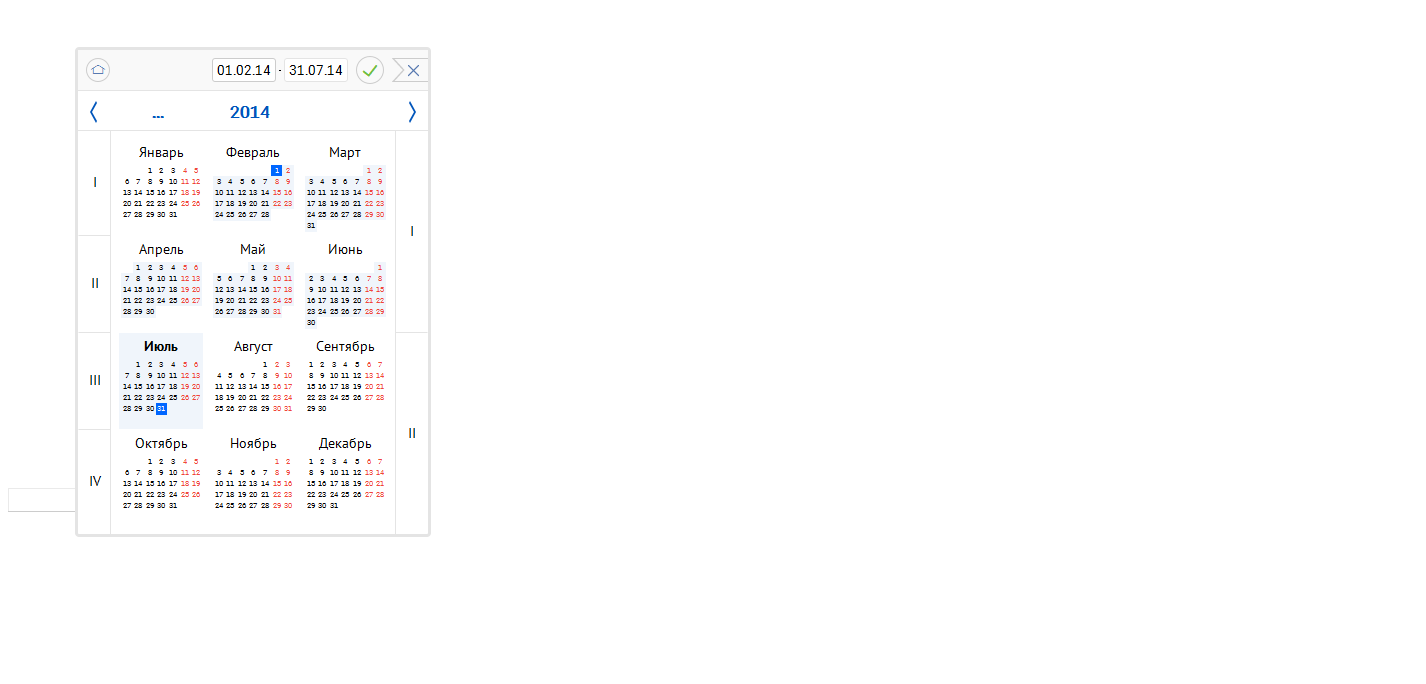 01.02.14 - 31.07.14
... 2014
Январь Февраль Март
1 2 3 4 5 1 2 1 2
I 6 7 8 9 10 11 12 3 4 5 6 7 8 9 3 4 5 6 7 8 9
13 14 15 16 17 18 19 10 11 12 13 14 15 16 10 11 12 13 14 15 16
20 21 22 23 24 25 26 17 18 19 20 21 22 23 17 18 19 20 21 22 23
27 28 29 30 31 24 25 26 27 28 24 25 26 27 28 29 30
31
I
Апрель Май Июнь
1 2 3 4 5 6 1 2 3 4 1
II 7 8 9 10 11 12 13 5 6 7 8 9 10 11 2 3 4 5 6 7 8
14 15 16 17 18 19 20 12 13 14 15 16 17 18 9 10 11 12 13 14 15
21 22 23 24 25 26 27 19 20 21 22 23 24 25 16 17 18 19 20 21 22
28 29 30 26 27 28 29 30 31 23 24 25 26 27 28 29
30
Июль Август Сентябрь
1 2 3 4 5 6 1 2 3 1 2 3 4 5 6 7
III 7 8 9 10 11 12 13 4 5 6 7 8 9 10 8 9 10 11 12 13 14
14 15 16 17 18 19 20 11 12 13 14 15 16 17 15 16 17 18 19 20 21
21 22 23 24 25 26 27 18 19 20 21 22 23 24 22 23 24 25 26 27 28
28 29 30 31 25 26 27 28 29 30 31 29 30
II
Октябрь Ноябрь Декабрь
1 2 3 4 5 1 2 1 2 3 4 5 6 7
6 7 8 9 10 11 12 3 4 5 6 7 8 9 8 9 10 11 12 13 14
IV 13 14 15 16 17 18 19 10 11 12 13 14 15 16 15 16 17 18 19 20 21
20 21 22 23 24 25 26 17 18 19 20 21 22 23 22 23 24 25 26 27 28
27 28 29 30 31 24 25 26 27 28 29 30 29 30 31